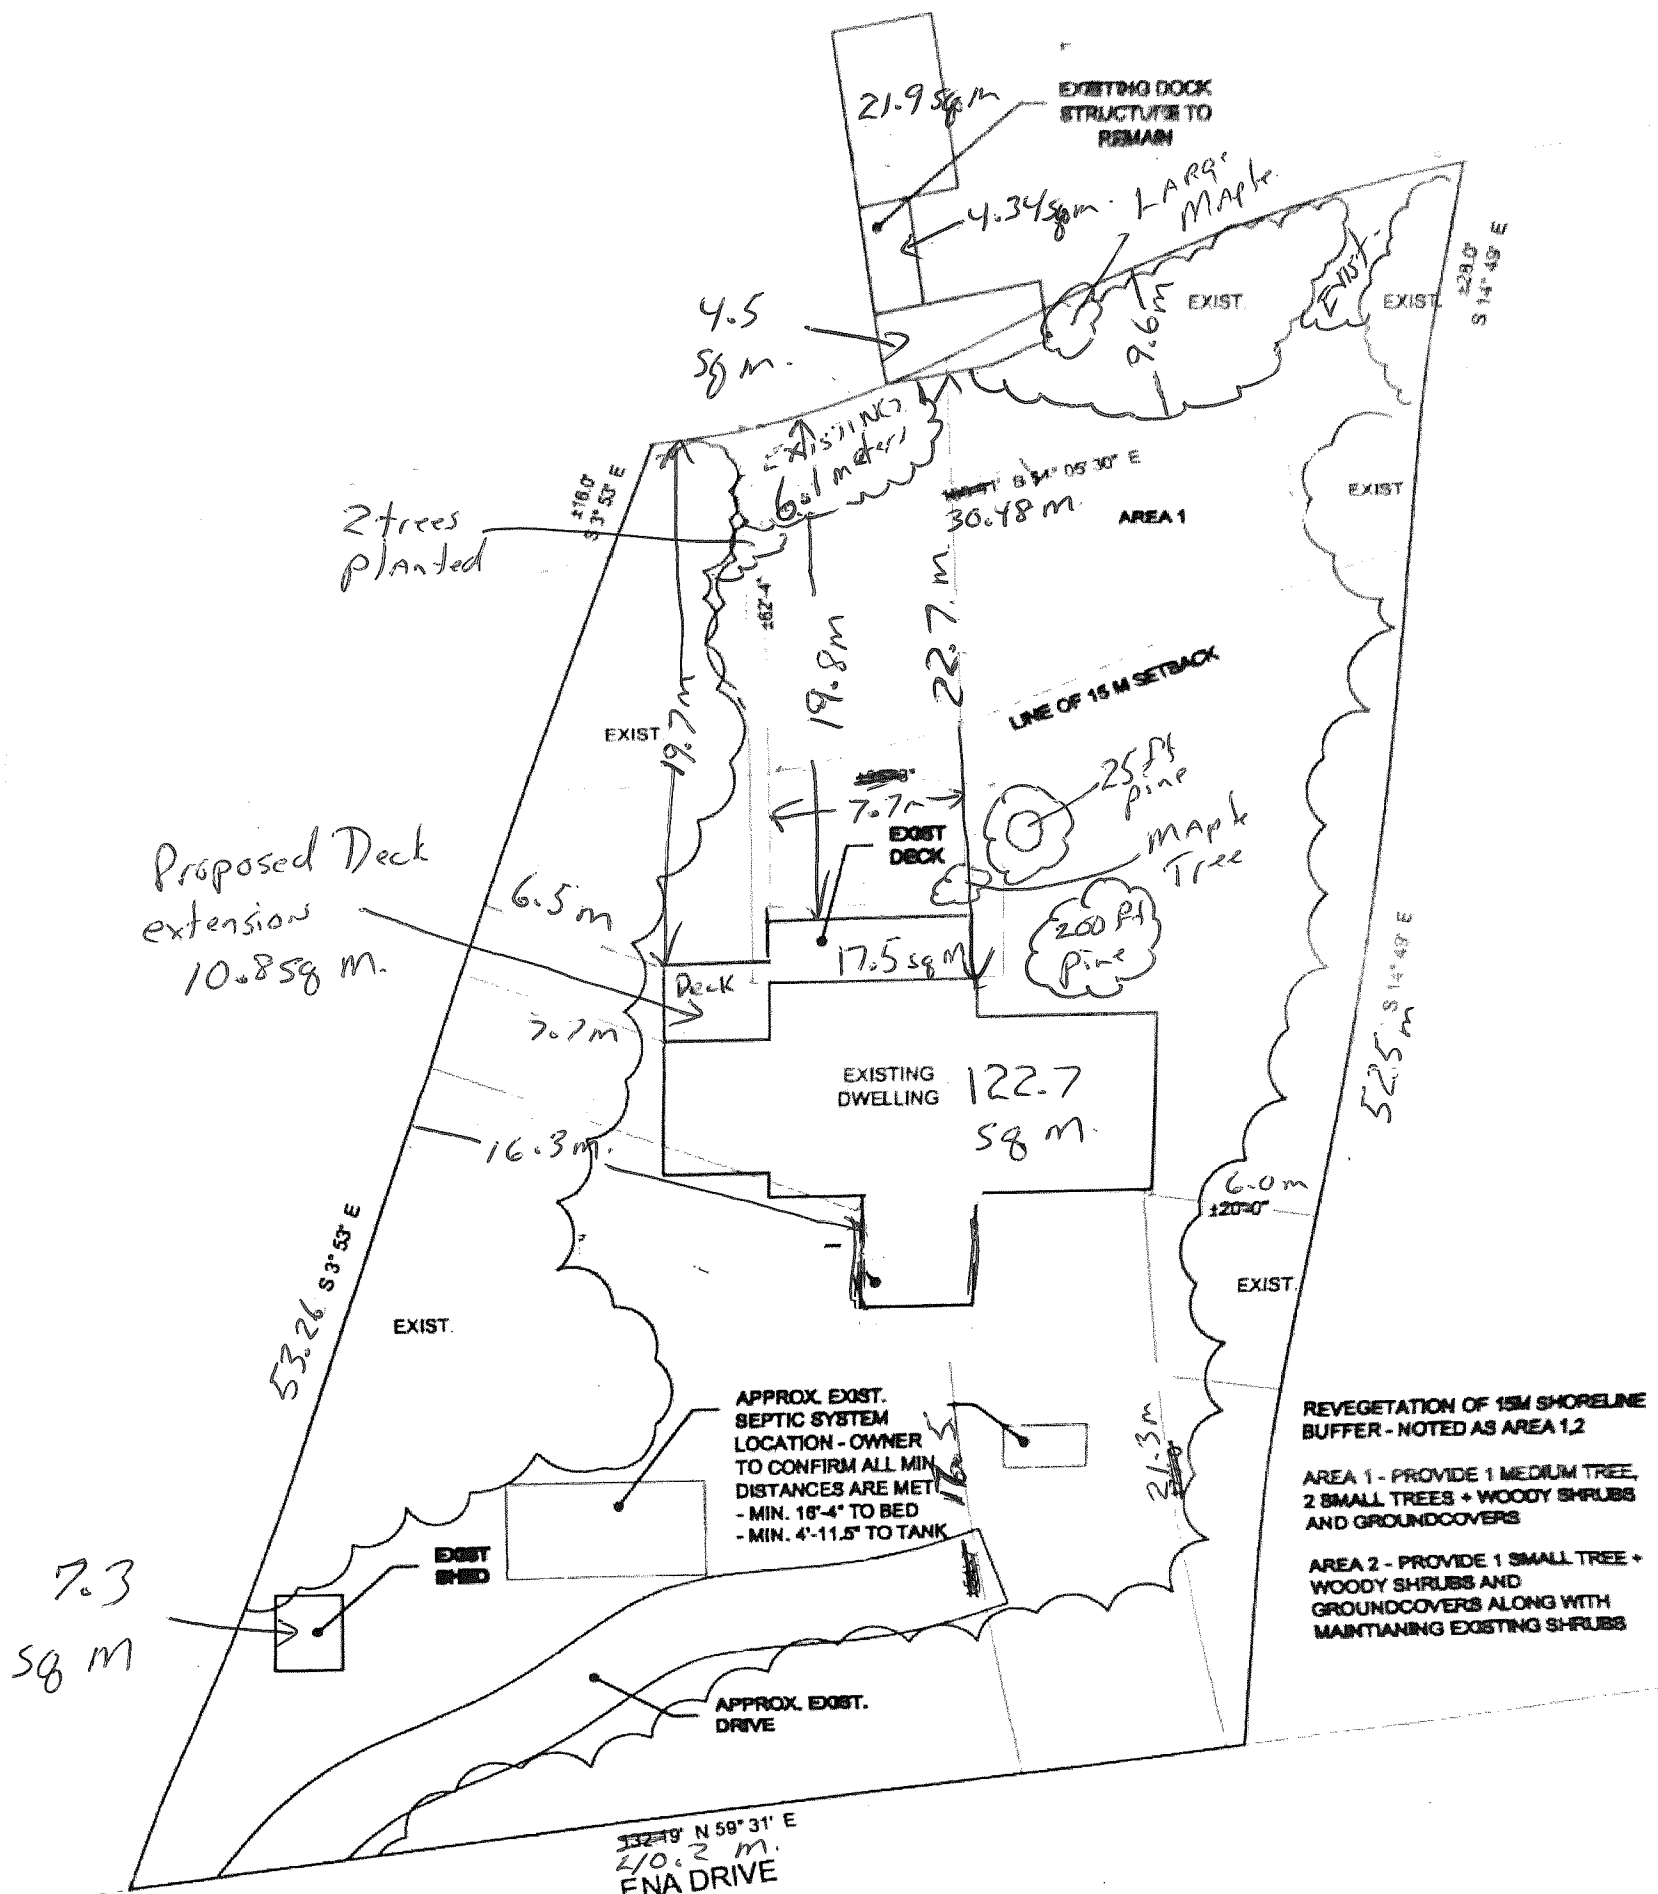 21.9 sq m
EXISTING DOCK
STRUCTURE TO
REMAIN
4.34 sq m.
LARGE
MAPLE
4.5
sq m.
9.6 m
EXIST.
EXIST.
EXIST.
±28.0'
S 14° 49' E
EXISTING
6.1 meters
±16.0'
S 3° 53' E
2 trees
planted
30.48 m.
AREA 1
EXIST
±62'-4"
19.8 m
22.7 m
19.7 m
EXIST.
LINE OF 15 M SETBACK
7.7m
25 ft
pine
EXIST
DECK
MAple
Tree
Proposed Deck
extension
10.8 sq m.
6.5 m
200 ft
pine
17.5 sq m
Deck
7.7 m
52.5 m
S 14° 49' E
EXISTING
DWELLING
122.7
sq m.
16.3 m.
6.0 m
±20'-0"
53.26
S 3° 53' E
EXIST.
EXIST.
APPROX. EXIST.
SEPTIC SYSTEM
LOCATION - OWNER
TO CONFIRM ALL MIN
DISTANCES ARE MET
- MIN. 16'-4" TO BED
- MIN. 4'-11.5" TO TANK
21.3 m
REVEGETATION OF 15M SHORELINE
BUFFER - NOTED AS AREA 1,2
AREA 1 - PROVIDE 1 MEDIUM TREE,
2 SMALL TREES + WOODY SHRUBS
AND GROUNDCOVERS
AREA 2 - PROVIDE 1 SMALL TREE +
WOODY SHRUBS AND
GROUNDCOVERS ALONG WITH
MAINTIANING EXISTING SHRUBS
EXIST
SHED
7.3
sq m
APPROX. EXIST.
DRIVE
N 59° 31' E
ENA DRIVE